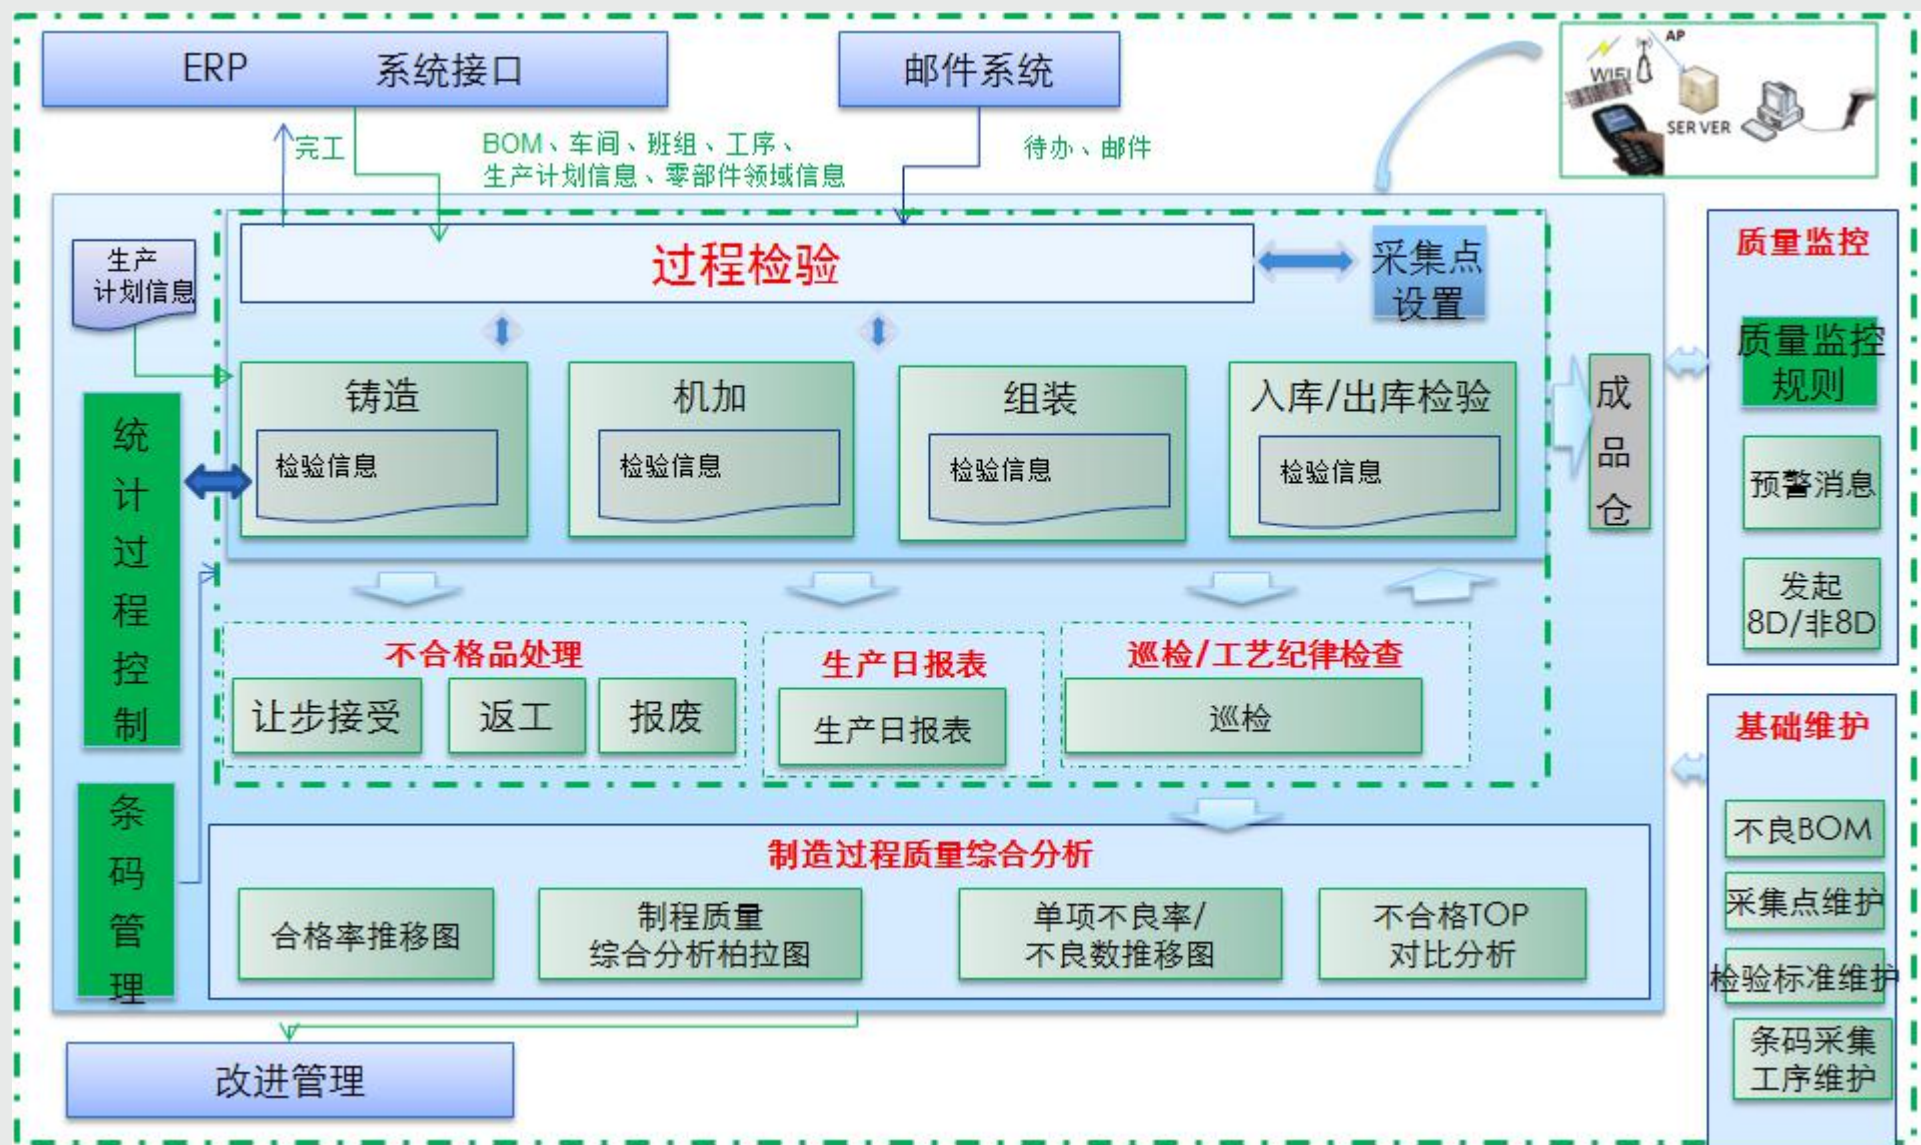 ERP 系统接口
邮件系统
AP
WIFI
SERVER
完工
BOM、车间、班组、工序、
生产计划信息、零部件领域信息
待办、邮件
生产
计划信息
过程检验
采集点
设置
铸造
检验信息
机加
检验信息
组装
检验信息
入库/出库检验
检验信息
成
品
仓
统
计
过
程
控
制
条
码
管
理
不合格品处理
让步接受
返工
报废
生产日报表
生产日报表
巡检/工艺纪律检查
巡检
制造过程质量综合分析
合格率推移图
制程质量
综合分析柏拉图
单项不良率/
不良数推移图
不合格TOP
对比分析
改进管理
质量监控
质量监控
规则
预警消息
发起
8D/非8D
基础维护
不良BOM
采集点维护
检验标准维护
条码采集
工序维护